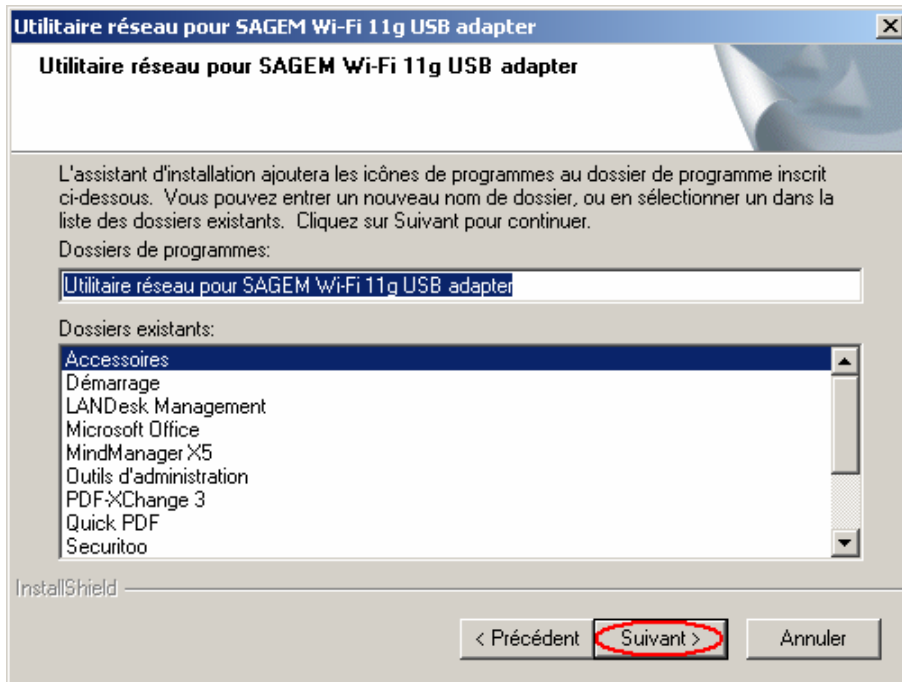 Utilitaire réseau pour SAGEM Wi-Fi 11g USB adapter
Utilitaire réseau pour SAGEM Wi-Fi 11g USB adapter
L'assistant d'installation ajoutera les icônes de programmes au dossier de programme inscrit
ci-dessous. Vous pouvez entrer un nouveau nom de dossier, ou en sélectionner un dans la
liste des dossiers existants. Cliquez sur Suivant pour continuer.
Dossiers de programmes:
Utilitaire réseau pour SAGEM Wi-Fi 11g USB adapter
Dossiers existants:
Accessoires
Démarrage
LANDesk Management
Microsoft Office
MindManager X5
Outils d'administration
PDF-XChange 3
Quick PDF
Securitoo
InstallShield
< Précédent Suivant > Annuler